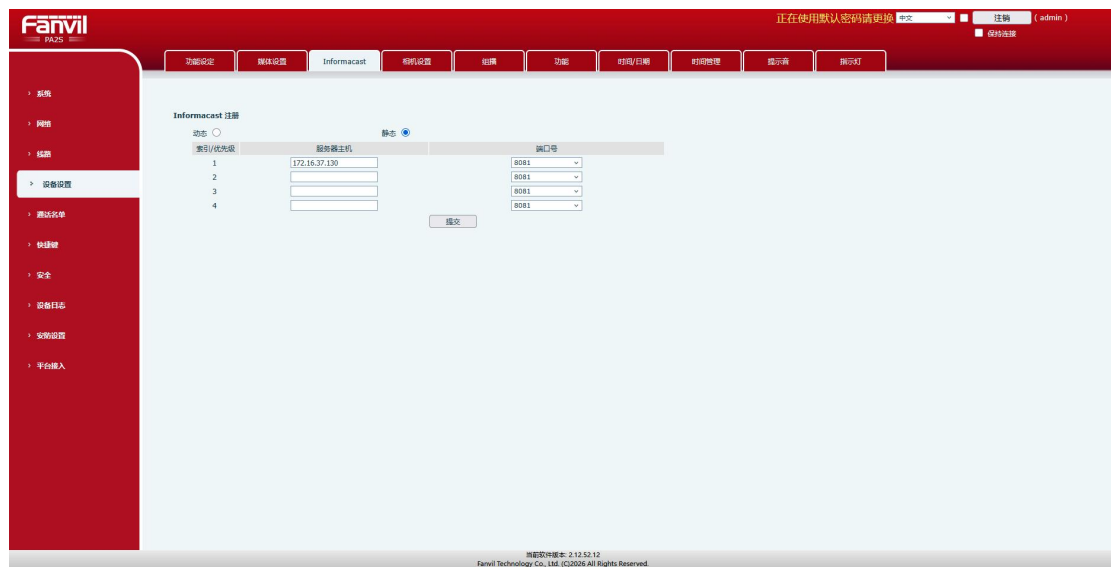 Fanvil
PA2S
正在使用默认密码请更换 中文 注销 ( admin )
保持连接
功能设定 媒体设置 Informacast 相机设置 组播 功能 时间/日期 时间管理 提示音 指示灯
› 系统
› 网络
› 线路
› 设备设置
› 通话名单
› 快捷键
› 安全
› 设备日志
› 安防设置
› 平台接入
Informacast 注册
动态 静态
索引/优先级 服务器主机 端口号
1 172.16.37.130 8081
2 8081
3 8081
4 8081
提交
当前软件版本: 2.12.52.12
Fanvil Technology Co., Ltd. (C)2026 All Rights Reserved.